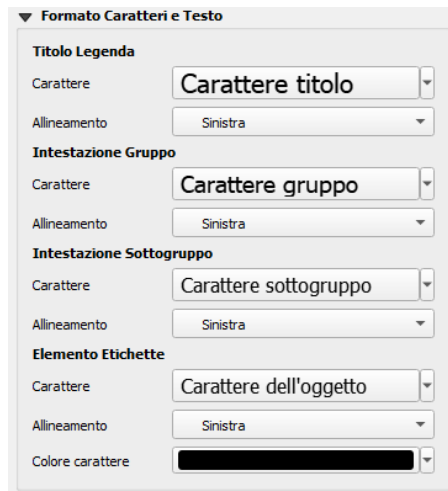 Formato Caratteri e Testo
Titolo Legenda
Carattere Carattere titolo
Allineamento Sinistra
Intestazione Gruppo
Carattere Carattere gruppo
Allineamento Sinistra
Intestazione Sottogruppo
Carattere Carattere sottogruppo
Allineamento Sinistra
Elemento Etichette
Carattere Carattere dell'oggetto
Allineamento Sinistra
Colore carattere